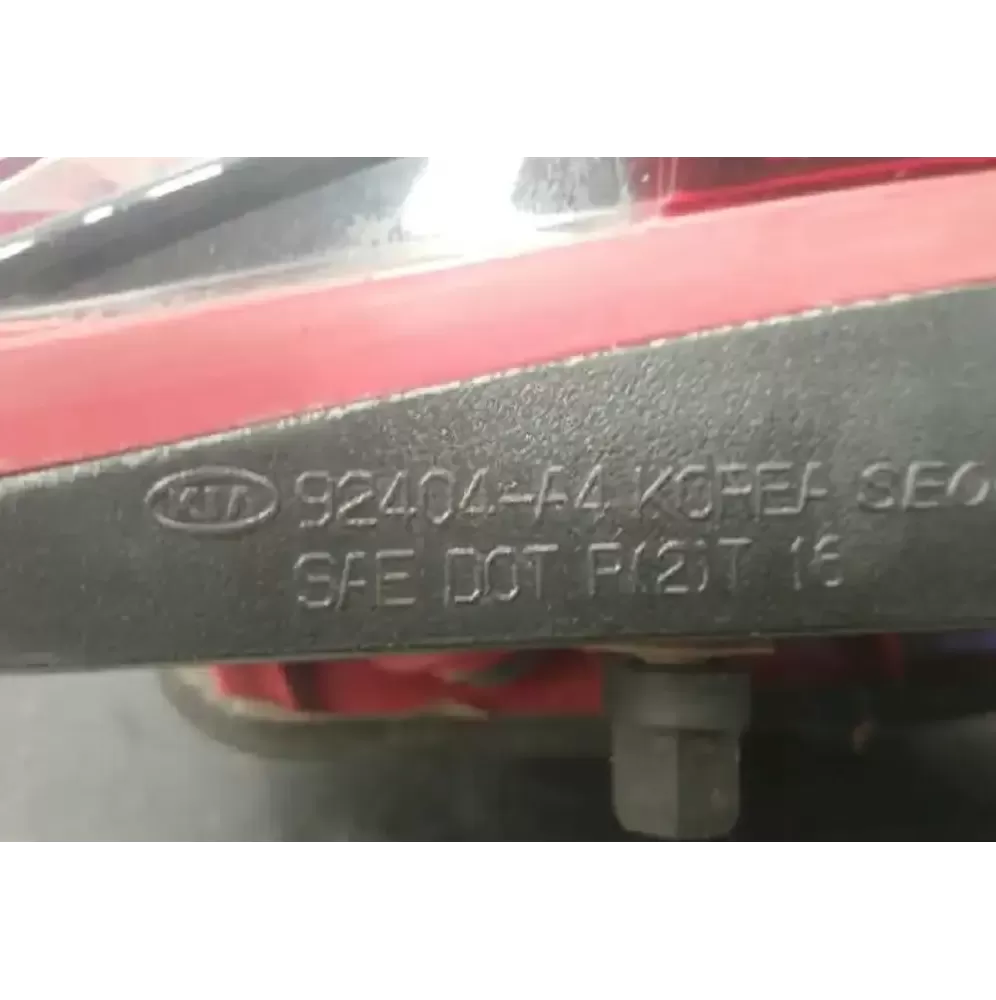 KIA 92404-A4 KOREA SEO
SAE DOT P(2)T 16